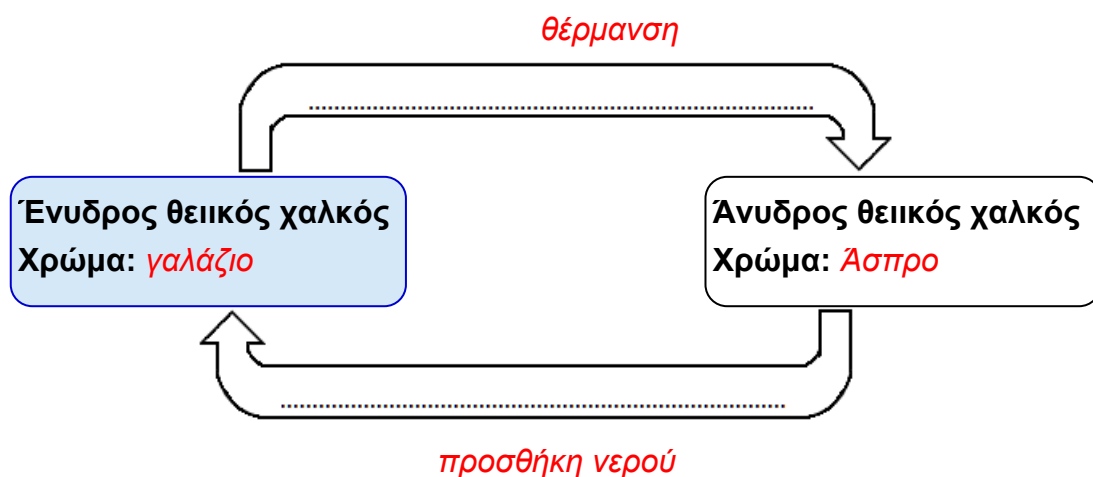 θέρμανση
................................................................................
Ένυδρος θειικός χαλκός
Χρώμα: γαλάζιο
Άνυδρος θειικός χαλκός
Χρώμα: Άσπρο
................................................................................
προσθήκη νερού